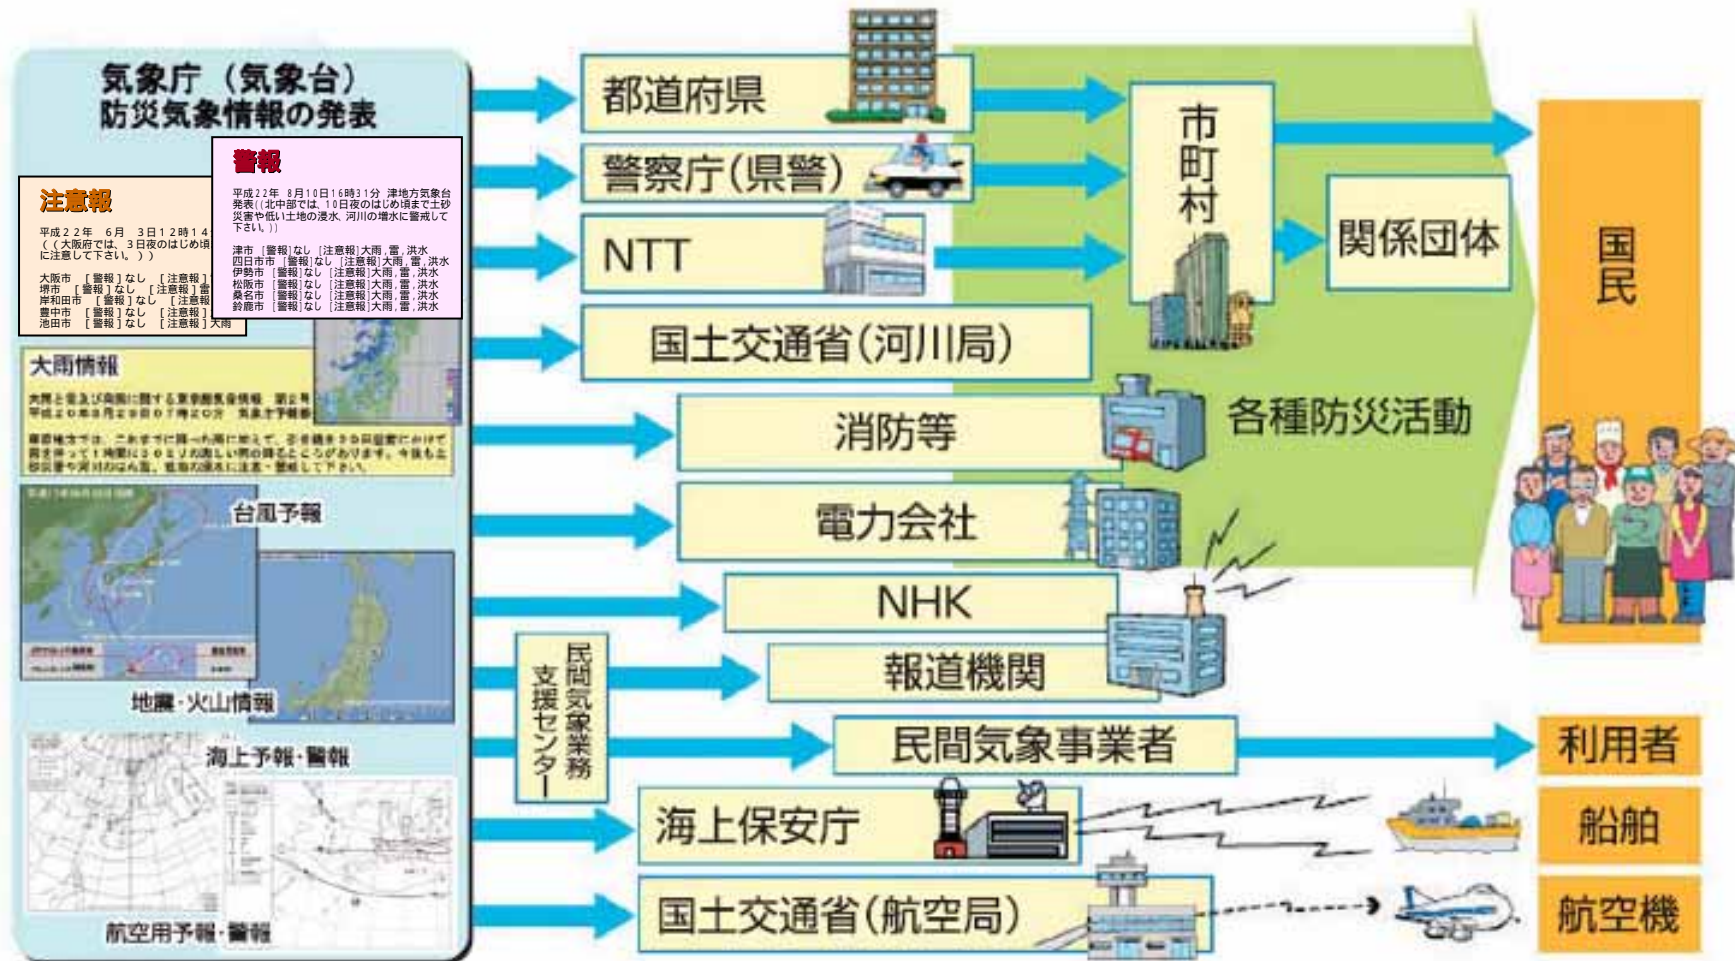 気象庁（気象台）
防災気象情報の発表
警報
平成22年 8月10日16時31分 津地方気象台
発表((北中部では、10日夜のはじめ頃まで土砂
災害や低い土地の浸水、河川の増水に警戒して
下さい。))
津市 [警報]なし [注意報]大雨,雷,洪水
四日市市 [警報]なし [注意報]大雨,雷,洪水
伊勢市 [警報]なし [注意報]大雨,雷,洪水
松阪市 [警報]なし [注意報]大雨,雷,洪水
桑名市 [警報]なし [注意報]大雨,雷,洪水
鈴鹿市 [警報]なし [注意報]大雨,雷,洪水
注意報
平成22年 6月 3日12時14
((大阪府では、3日夜のはじめ頃
に注意して下さい。))
大阪市 [警報]なし [注意報]
堺市 [警報]なし [注意報]雷
岸和田市 [警報]なし [注意報
豊中市 [警報]なし [注意報]
池田市 [警報]なし [注意報]大雨
大雨情報
台風予報
地震・火山情報
海上予報・警報
航空用予報・警報
都道府県
警察庁(県警)
NTT
国土交通省(河川局)
消防等
電力会社
NHK
報道機関
民間気象業務
支援センター
民間気象事業者
海上保安庁
国土交通省(航空局)
市町村
関係団体
各種防災活動
国民
利用者
船舶
航空機